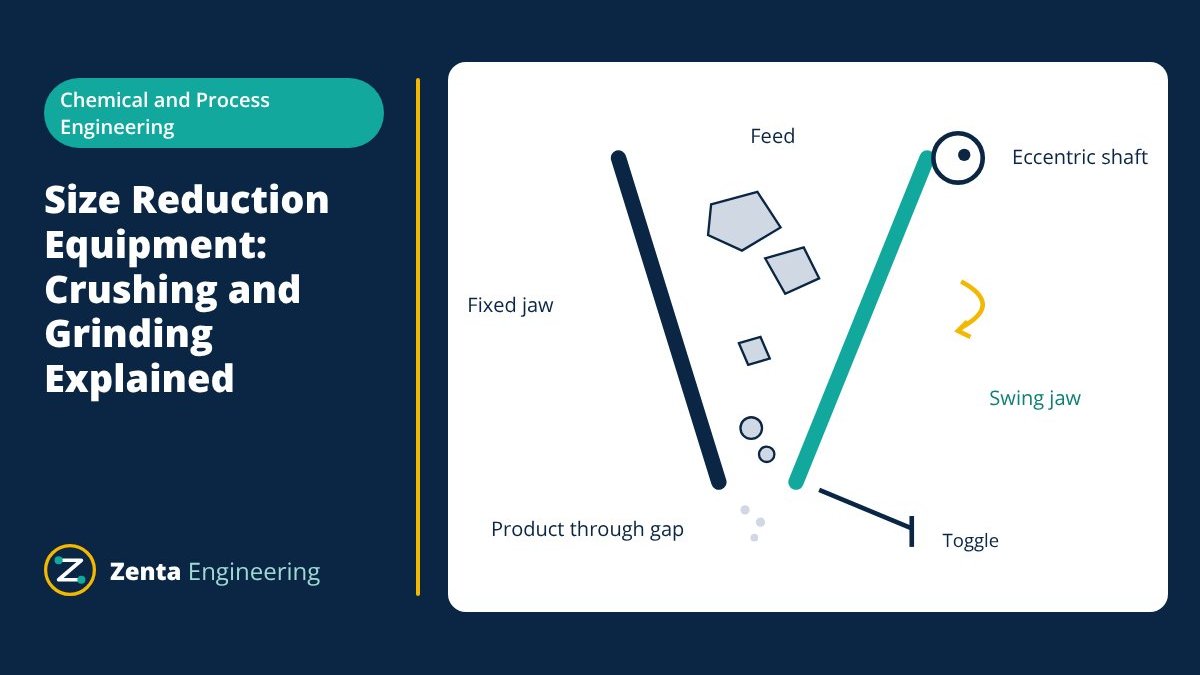 Chemical and Process
Engineering
Size Reduction
Equipment:
Crushing and
Grinding
Explained
Zenta Engineering
Feed
Eccentric shaft
Fixed jaw
Swing jaw
Product through gap
Toggle